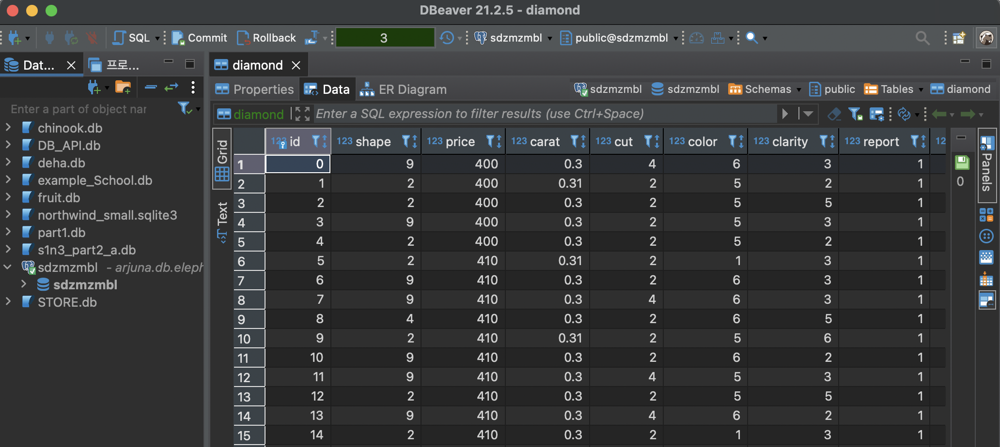 DBeaver 21.2.5 - diamond
SQL Commit Rollback 3 sdzmzmbl public@sdzmzmbl
Dat... 프로... diamond
Properties Data ER Diagram sdzmzmbl sdzmzmbl Schemas public Tables diamond
Enter a part of object nar
diamond Enter a SQL expression to filter results (use Ctrl+Space)
chinook.db
DB_API.db
deha.db
example_School.db
fruit.db
northwind_small.sqlite3
part1.db
s1n3_part2_a.db
sdzmzmbl - arjuna.db.eleph
sdzmzmbl
STORE.db
Grid
Text
123 id 123 shape 123 price 123 carat 123 cut 123 color 123 clarity 123 report 12
1 0 9 400 0.3 4 6 3 1
2 1 2 400 0.31 2 5 2 1
3 2 2 400 0.3 2 5 5 1
4 3 9 400 0.3 2 5 3 1
5 4 2 400 0.3 2 5 2 1
6 5 2 410 0.31 2 1 3 1
7 6 9 410 0.3 2 6 3 1
8 7 9 410 0.3 4 6 3 1
9 8 4 410 0.3 2 6 5 1
10 9 2 410 0.31 2 5 6 1
11 10 9 410 0.3 2 6 2 1
12 11 9 410 0.3 4 5 3 1
13 12 2 410 0.3 2 5 5 1
14 13 9 410 0.3 4 6 2 1
15 14 2 410 0.3 2 1 3 1
0
Panels